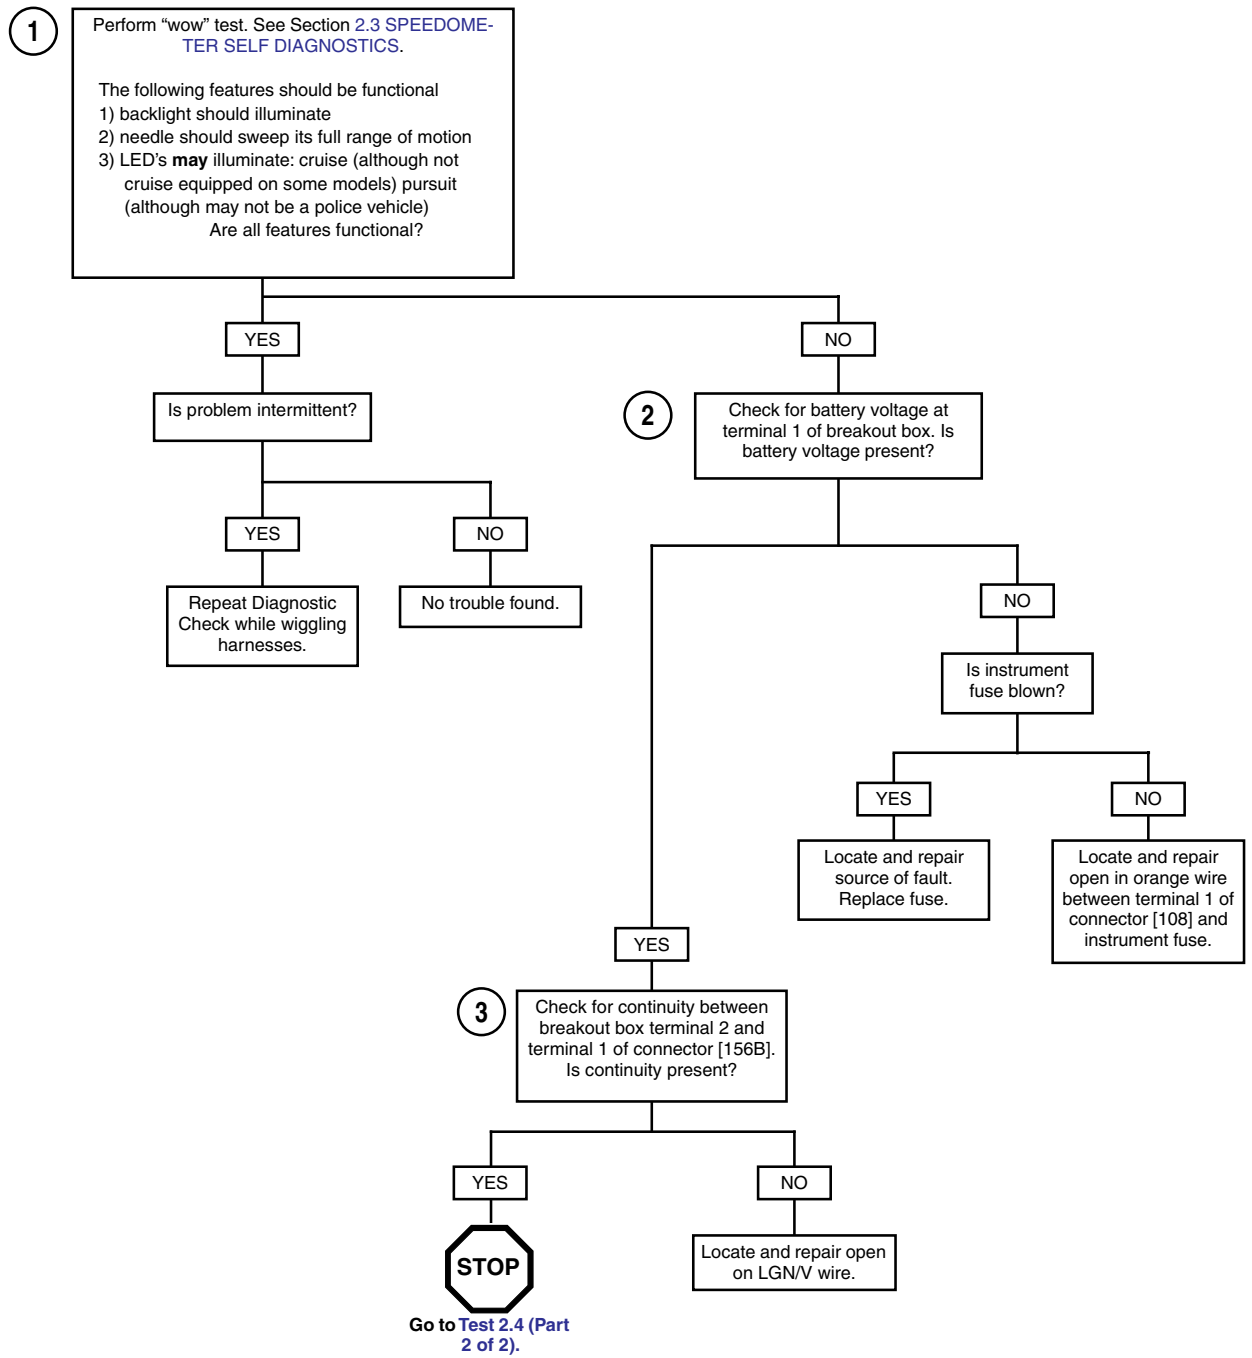 1
Perform “wow” test. See Section 2.3 SPEEDOME-
TER SELF DIAGNOSTICS.
The following features should be functional
1) backlight should illuminate
2) needle should sweep its full range of motion
3) LED’s may illuminate: cruise (although not
cruise equipped on some models) pursuit
(although may not be a police vehicle)
Are all features functional?
YES
NO
Is problem intermittent?
2
Check for battery voltage at
terminal 1 of breakout box. Is
battery voltage present?
YES
NO
Repeat Diagnostic
Check while wiggling
harnesses.
No trouble found.
NO
Is instrument
fuse blown?
YES
NO
Locate and repair
source of fault.
Replace fuse.
Locate and repair
open in orange wire
between terminal 1 of
connector [108] and
instrument fuse.
YES
3
Check for continuity between
breakout box terminal 2 and
terminal 1 of connector [156B].
Is continuity present?
YES
NO
STOP
Go to Test 2.4 (Part
2 of 2).
Locate and repair open
on LGN/V wire.